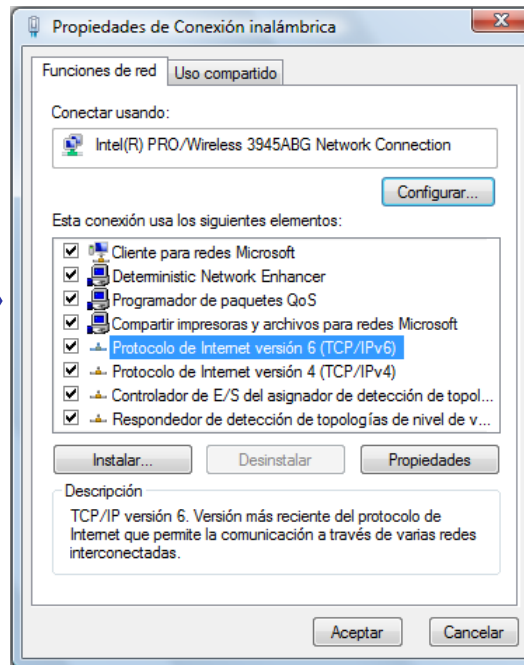 Propiedades de Conexión inalámbrica
Funciones de red
Uso compartido
Conectar usando:
Intel(R) PRO/Wireless 3945ABG Network Connection
Configurar...
Esta conexión usa los siguientes elementos:
Cliente para redes Microsoft
Deterministic Network Enhancer
Programador de paquetes QoS
Compartir impresoras y archivos para redes Microsoft
Protocolo de Internet versión 6 (TCP/IPv6)
Protocolo de Internet versión 4 (TCP/IPv4)
Controlador de E/S del asignador de detección de topol...
Respondedor de detección de topologías de nivel de v...
Instalar...
Desinstalar
Propiedades
Descripción
TCP/IP versión 6. Versión más reciente del protocolo de
Internet que permite la comunicación a través de varias redes
interconectadas.
Aceptar
Cancelar